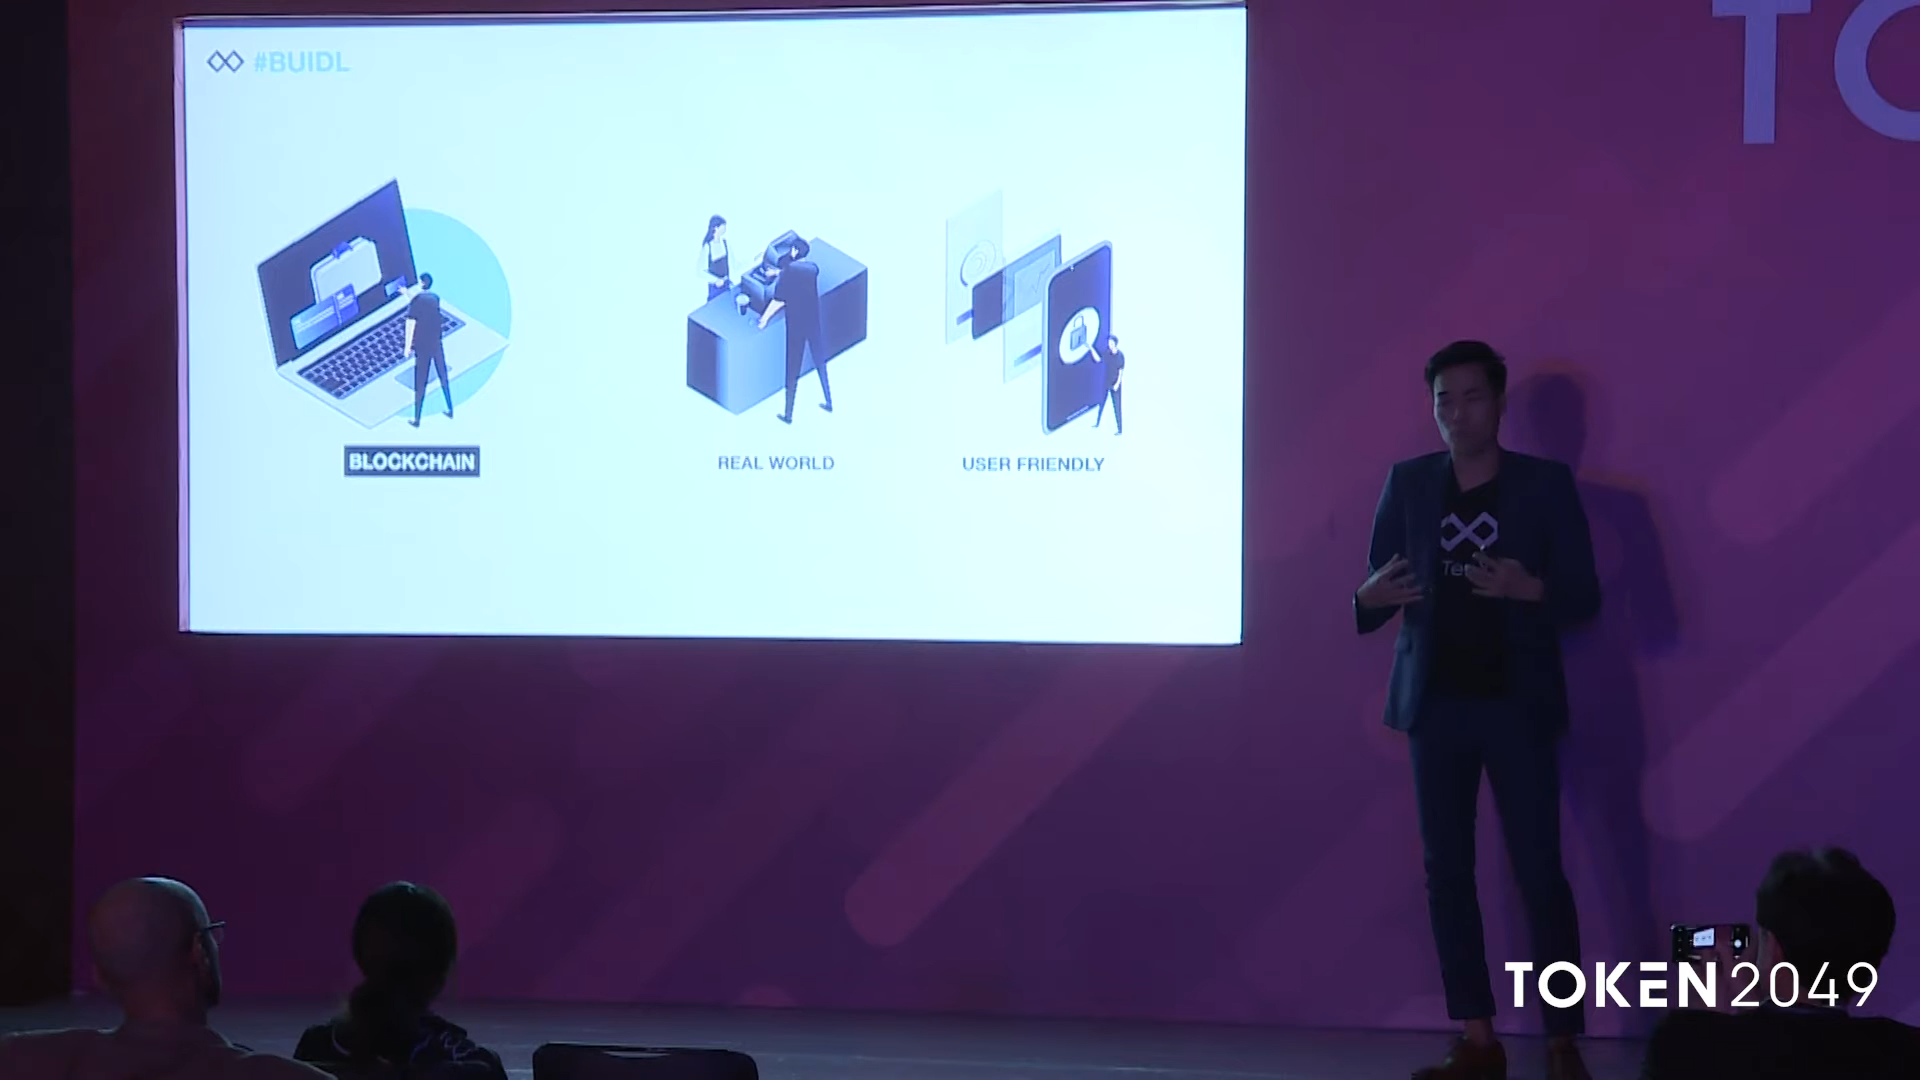 #BUIDL
BLOCKCHAIN
REAL WORLD
USER FRIENDLY
TOKEN2049